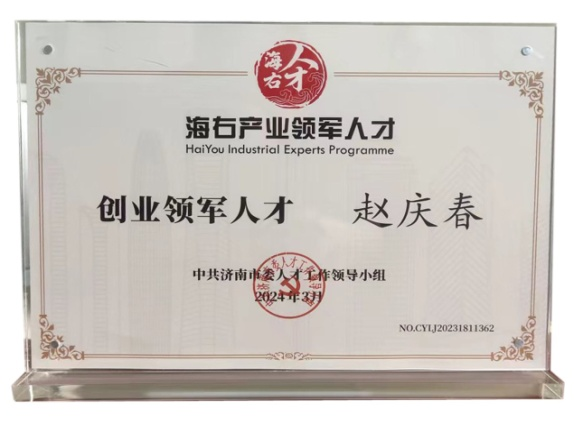 海右人才
海右产业领军人才
HaiYou Industrial Experts Programme
创业领军人才 赵庆春
中共济南市委人才工作领导小组
2024年3月
NO.CYLJ20231811362